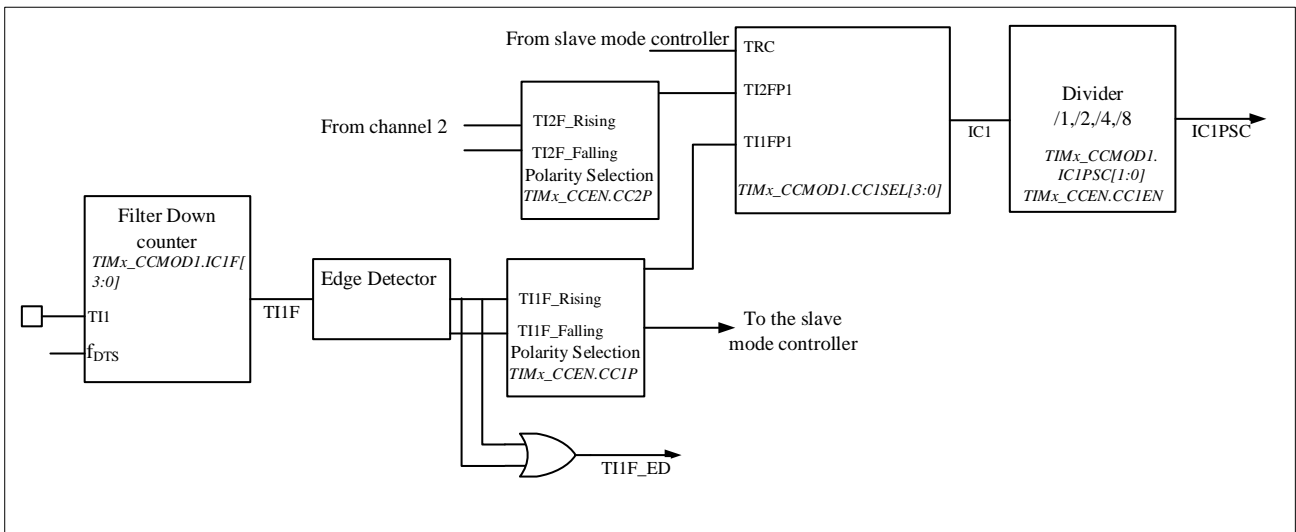 From slave mode controller
TRC
TI2FP1
TI1FP1
TIMx_CCMOD1.CC1SEL[3:0]
IC1
Divider
/1,/2,/4,/8
TIMx_CCMOD1.
IC1PSC[1:0]
TIMx_CCEN.CC1EN
IC1PSC
From channel 2
TI2F_Rising
TI2F_Falling
Polarity Selection
TIMx_CCEN.CC2P
Filter Down
counter
TIMx_CCMOD1.IC1F[
3:0]
TI1
fDTS
TI1F
Edge Detector
TI1F_Rising
TI1F_Falling
Polarity Selection
TIMx_CCEN.CC1P
To the slave
mode controller
TI1F_ED